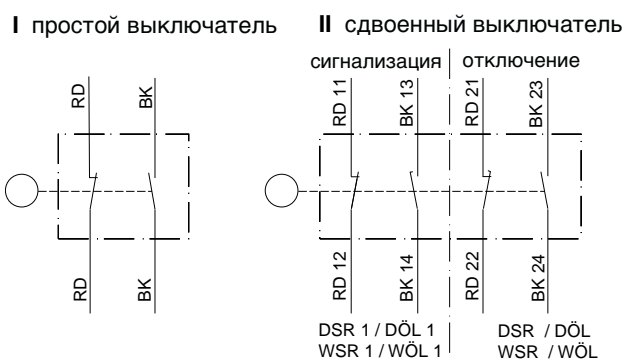 I простой выключатель
II сдвоенный выключатель
сигнализация
отключение
RD
BK
RD 11
BK 13
RD 21
BK 23
RD
BK
RD 12
BK 14
RD 22
BK 24
DSR 1 / DÖL 1
WSR 1 / WÖL 1
DSR / DÖL
WSR / WÖL